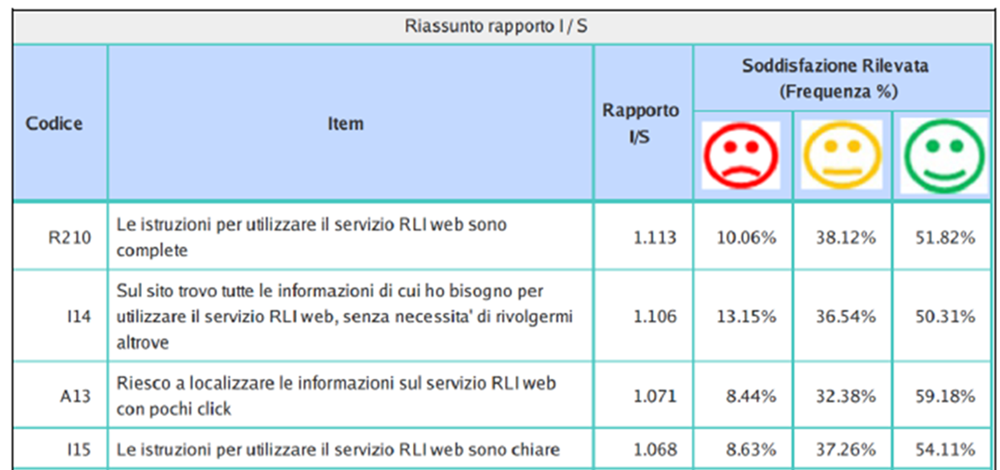 Riassunto rapporto I / S
Soddisfazione Rilevata
(Frequenza %)
Codice
Item
Rapporto
I/S
R210
Le istruzioni per utilizzare il servizio RLI web sono
complete
1.113
10.06%
38.12%
51.82%
I14
Sul sito trovo tutte le informazioni di cui ho bisogno per
utilizzare il servizio RLI web, senza necessita' di rivolgermi
altrove
1.106
13.15%
36.54%
50.31%
A13
Riesco a localizzare le informazioni sul servizio RLI web
con pochi click
1.071
8.44%
32.38%
59.18%
I15
Le istruzioni per utilizzare il servizio RLI web sono chiare
1.068
8.63%
37.26%
54.11%